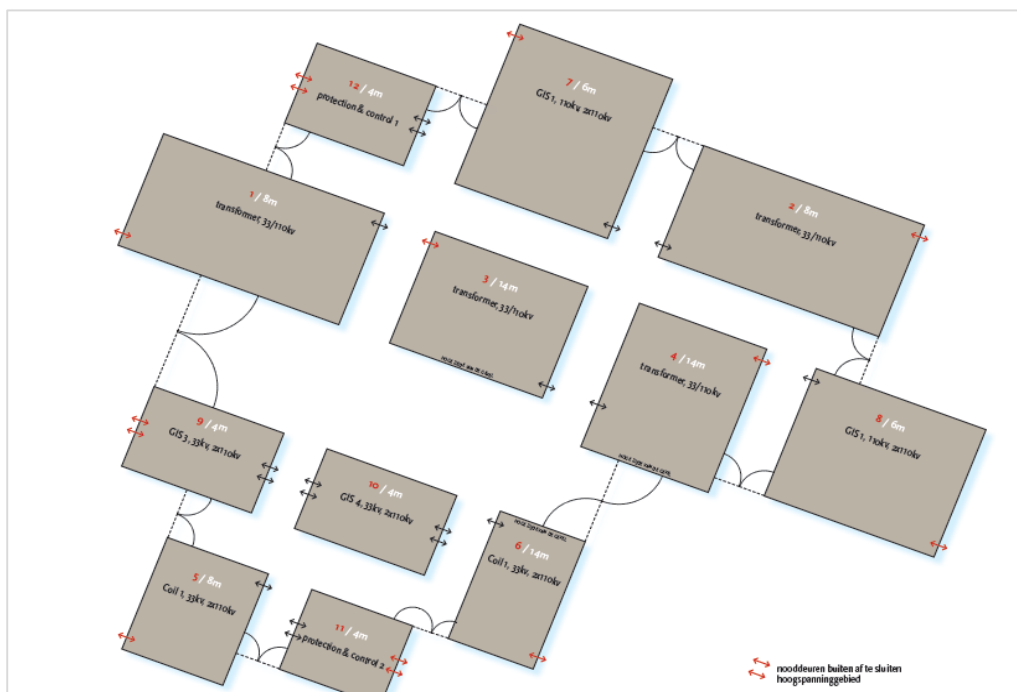 12 / 4m
protection & control 1
7 / 6m
GIS 1, 110kv, 2x110kv
1 / 8m
transformer, 33/110kv
2 / 8m
transformer, 33/110kv
3 / 14m
transformer, 33/110kv
4 / 14m
transformer, 33/110kv
8 / 6m
GIS 1, 110kv, 2x110kv
9 / 4m
GIS 3, 33kv, 2x110kv
10 / 4m
GIS 4, 33kv, 2x110kv
6 / 14m
Coil 1, 33kv, 2x110kv
5 / 8m
Coil 1, 33kv, 2x110kv
11 / 4m
protection & control 2
nooddeuren buiten af te sluiten
hoogspanninggebied